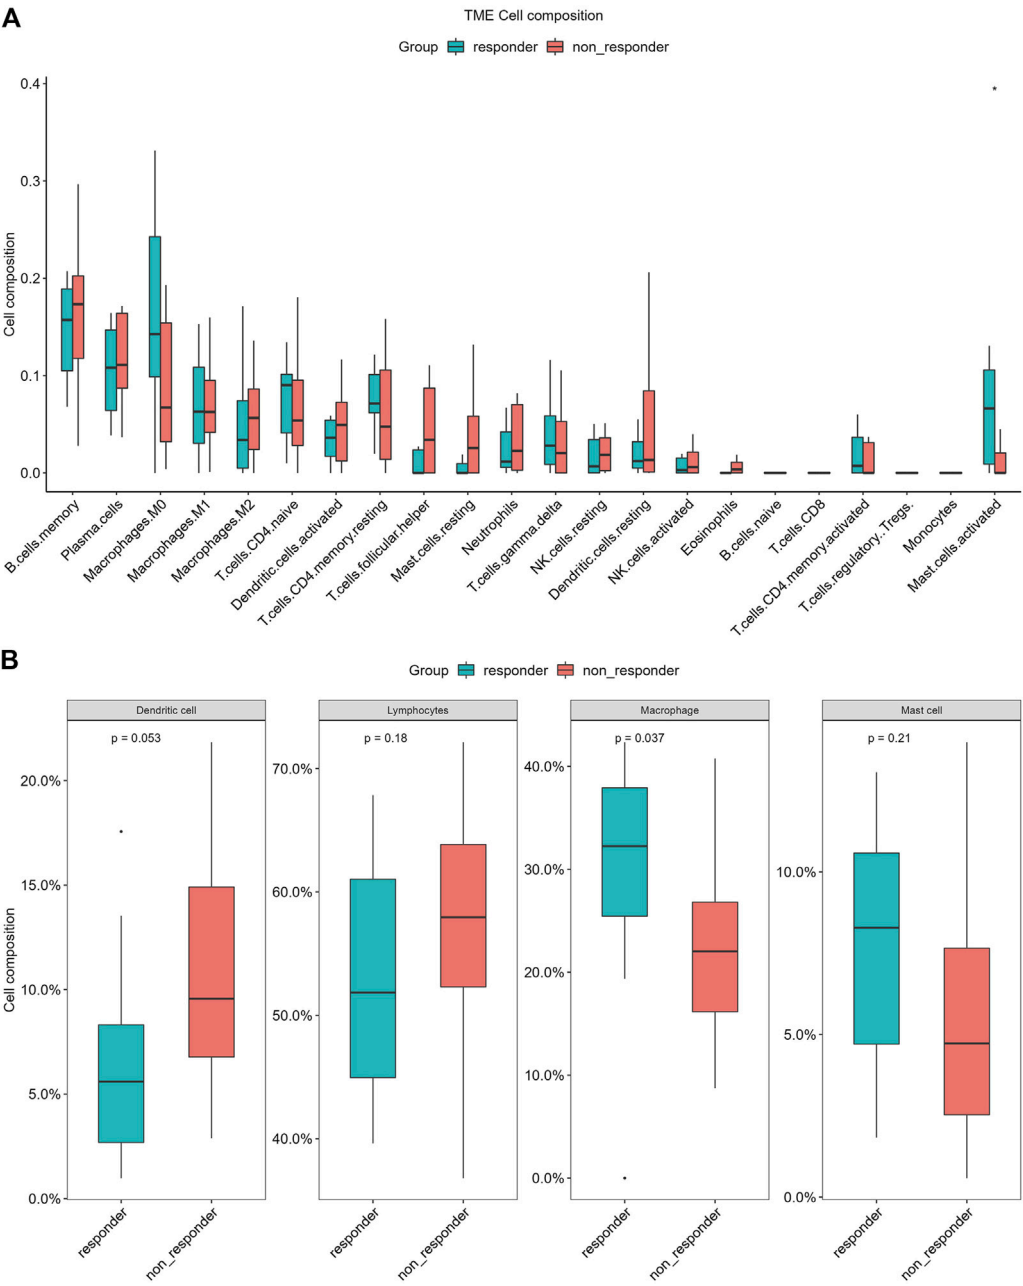 A
TME Cell composition
Group responder non_responder
Cell composition
0.4
0.3
0.2
0.1
0.0
*
B.cells.memory
Plasma.cells
Macrophages.M0
Macrophages.M1
Macrophages.M2
T.cells.CD4.naive
Dendritic.cells.activated
T.cells.CD4.memory.resting
T.cells.follicular.helper
Mast.cells.resting
Neutrophils
T.cells.gamma.delta
NK.cells.resting
Dendritic.cells.resting
NK.cells.activated
Eosinophils
B.cells.naive
T.cells.CD8
T.cells.CD4.memory.activated
T.cells.regulatory..Tregs.
Monocytes
Mast.cells.activated
B
Group responder non_responder
Cell composition
Dendritic cell
p = 0.053
20.0%
15.0%
10.0%
5.0%
0.0%
responder
non_responder
Lymphocytes
p = 0.18
70.0%
60.0%
50.0%
40.0%
responder
non_responder
Macrophage
p = 0.037
40.0%
30.0%
20.0%
10.0%
0.0%
responder
non_responder
Mast cell
p = 0.21
10.0%
5.0%
0.0%
responder
non_responder